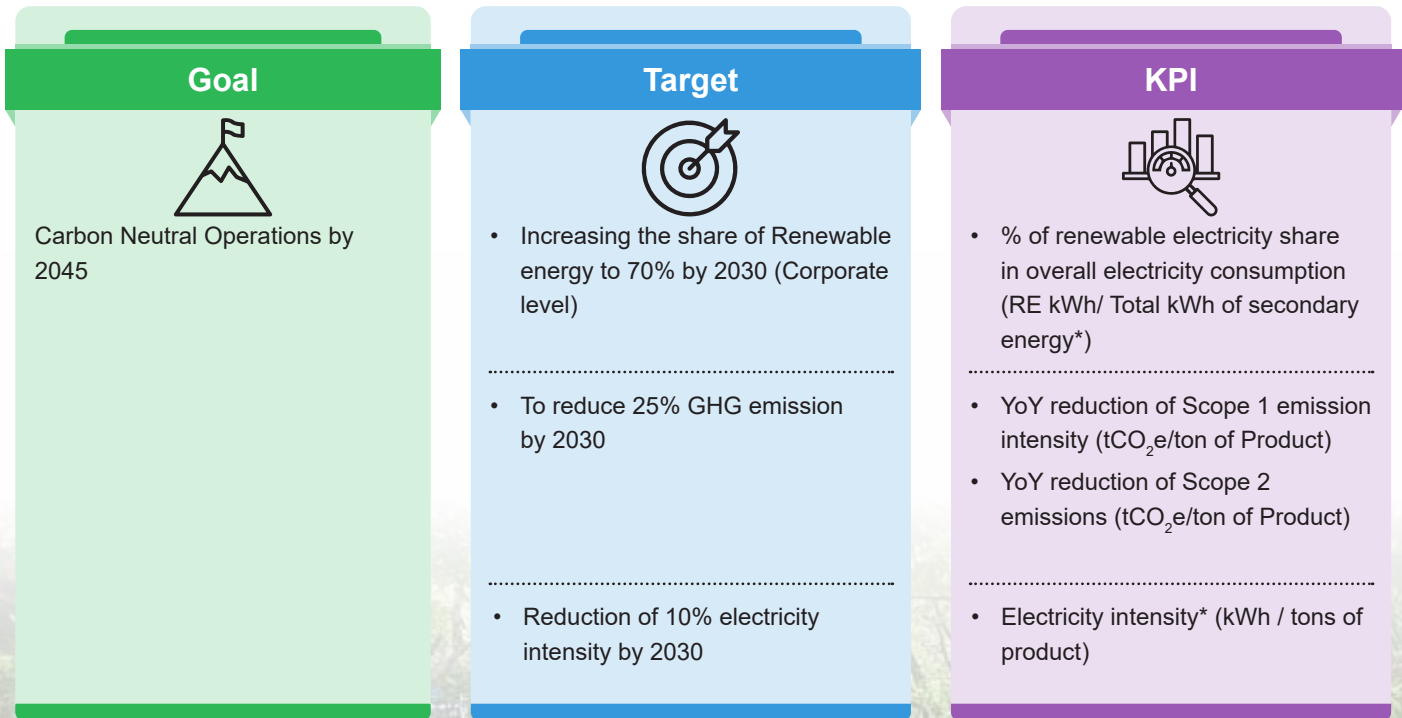 Goal
Carbon Neutral Operations by
2045
Target
• Increasing the share of Renewable
energy to 70% by 2030 (Corporate
level)
• To reduce 25% GHG emission
by 2030
• Reduction of 10% electricity
intensity by 2030
KPI
• % of renewable electricity share
in overall electricity consumption
(RE kWh/ Total kWh of secondary
energy*)
• YoY reduction of Scope 1 emission
intensity (tCO₂e/ton of Product)
• YoY reduction of Scope 2
emissions (tCO₂e/ton of Product)
• Electricity intensity* (kWh / tons of
product)